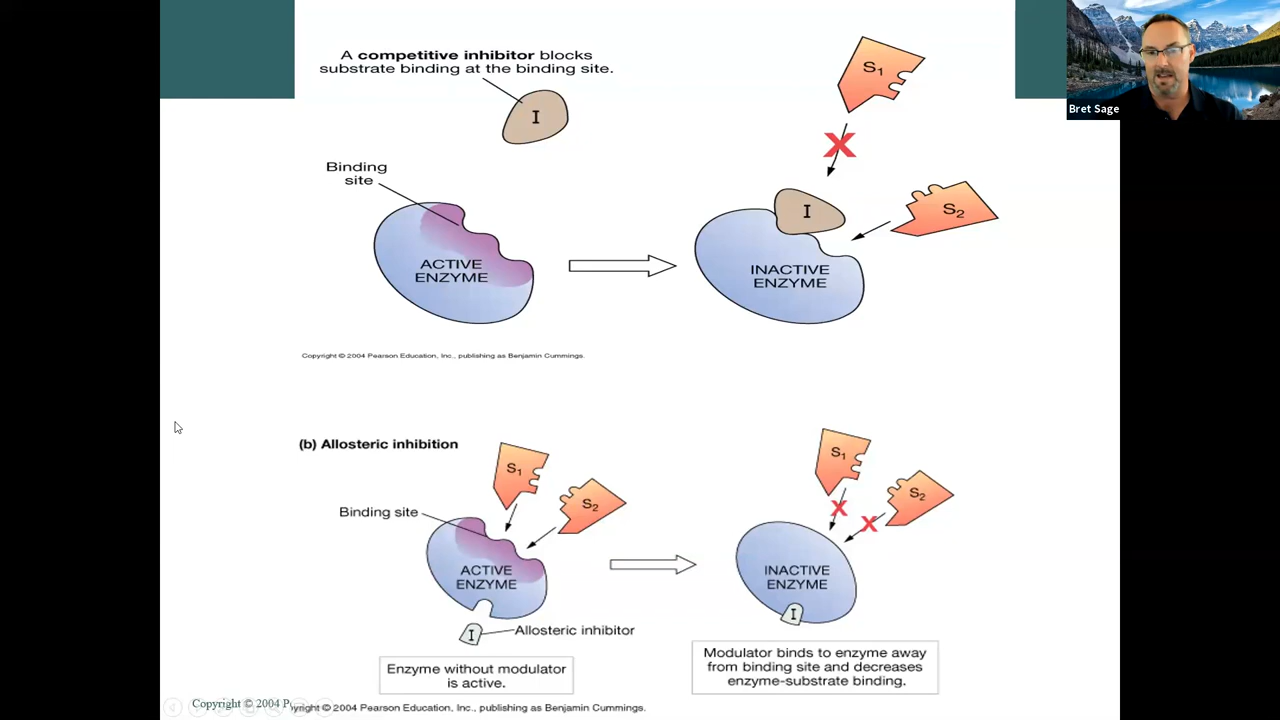 A competitive inhibitor blocks
substrate binding at the binding site.
I
S1
X
Bret Sage
Binding
site
I
S2
ACTIVE
ENZYME
INACTIVE
ENZYME
Copyright © 2004 Pearson Education, Inc., publishing as Benjamin Cummings.
(b) Allosteric inhibition
S1
S2
Binding site
S1
S2
X
X
ACTIVE
ENZYME
INACTIVE
ENZYME
I
I
Allosteric inhibitor
Enzyme without modulator
is active.
Modulator binds to enzyme away
from binding site and decreases
enzyme-substrate binding.
Copyright © 2004 P
yright © 2004 Pearson Education, Inc., publishing as Benjamin Cummings.